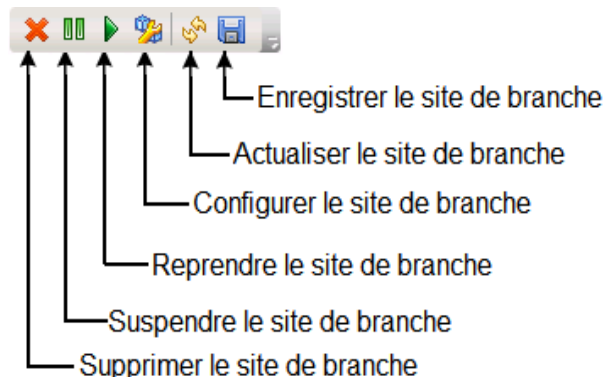 Enregistrer le site de branche
Actualiser le site de branche
Configurer le site de branche
Reprendre le site de branche
Suspendre le site de branche
Supprimer le site de branche